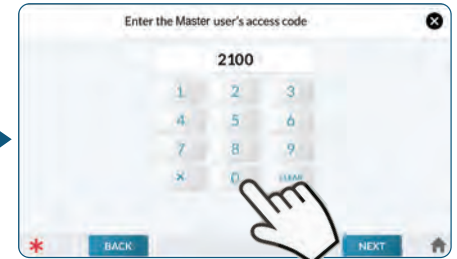 Enter the Master user's access code
2100
1 2 3
4 5 6
7 8 9
* 0 CLEAR
* BACK NEXT